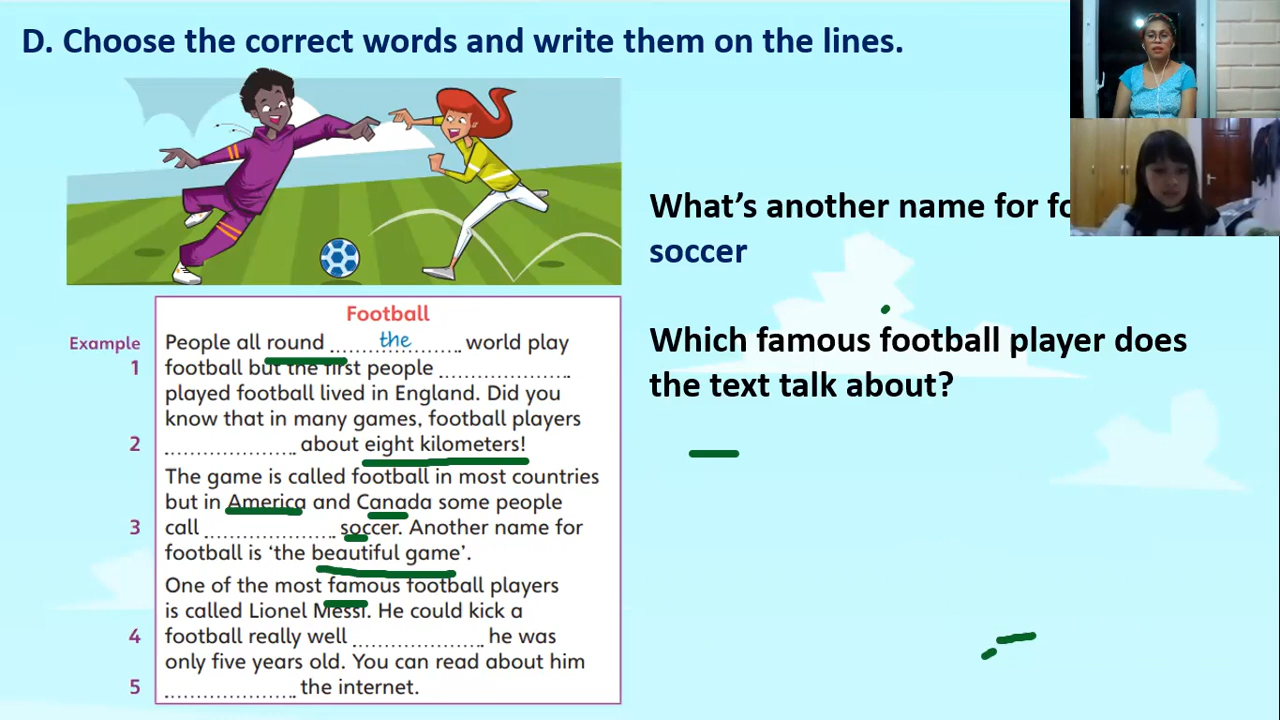 D. Choose the correct words and write them on the lines.
Football
Example People all round the world play
1 football but the first people
played football lived in England. Did you
know that in many games, football players
2 about eight kilometers!
The game is called football in most countries
but in America and Canada some people
3 call soccer. Another name for
football is ‘the beautiful game’.
One of the most famous football players
is called Lionel Messi. He could kick a
4 football really well he was
only five years old. You can read about him
5 the internet.
What’s another name for
soccer
Which famous football player does
the text talk about?